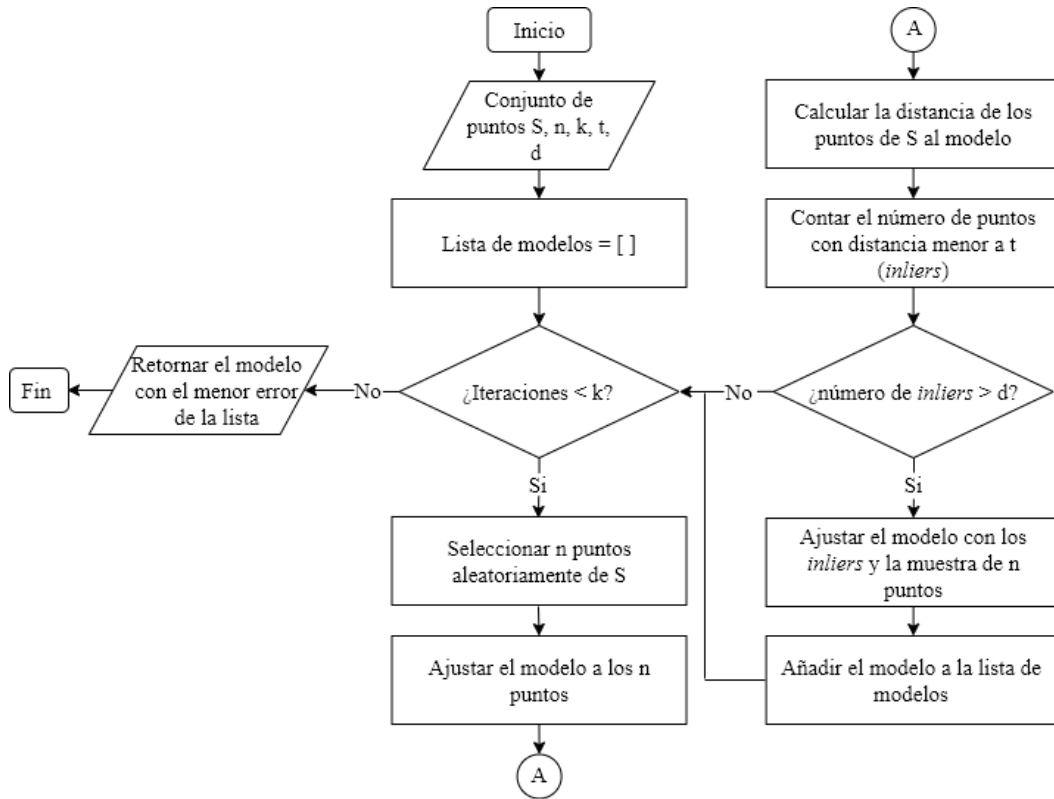 Inicio
Conjunto de
puntos S, n, k, t,
d
Lista de modelos = [ ]
¿Iteraciones < k?
No
Retornar el modelo
con el menor error
de la lista
Fin
Si
Seleccionar n puntos
aleatoriamente de S
Ajustar el modelo a los n
puntos
A
A
Calcular la distancia de los
puntos de S al modelo
Contar el número de puntos
con distancia menor a t
(inliers)
¿número de inliers > d?
No
Si
Ajustar el modelo con los
inliers y la muestra de n
puntos
Añadir el modelo a la lista de
modelos